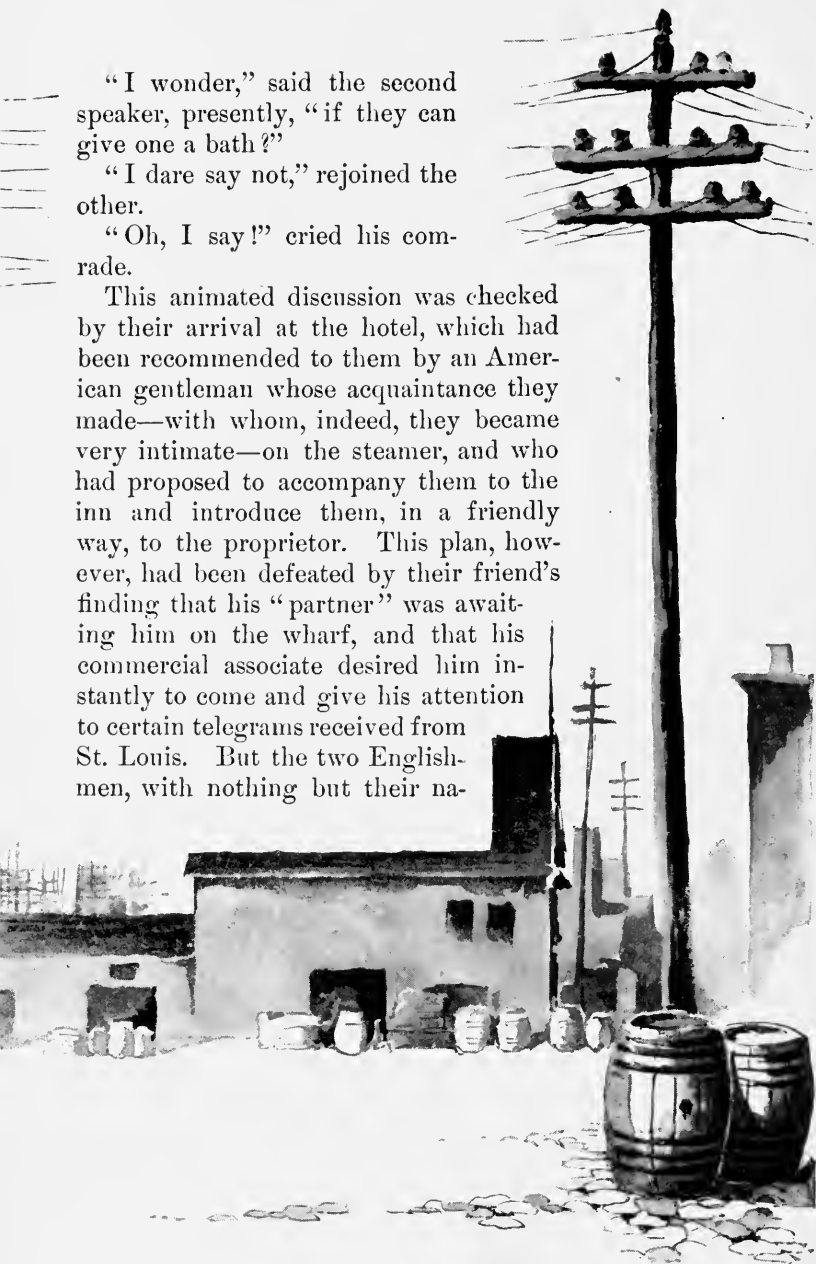 “I wonder,” said the second
speaker, presently, “if they can
give one a bath?”
“I dare say not,” rejoined the
other.
“Oh, I say!” cried his com-
rade.
This animated discussion was checked
by their arrival at the hotel, which had
been recommended to them by an Amer-
ican gentleman whose acquaintance they
made—with whom, indeed, they became
very intimate—on the steamer, and who
had proposed to accompany them to the
inn and introduce them, in a friendly
way, to the proprietor. This plan, how-
ever, had been defeated by their friend’s
finding that his “partner” was await-
ing him on the wharf, and that his
commercial associate desired him in-
stantly to come and give his attention
to certain telegrams received from
St. Louis. But the two English-
men, with nothing but their na-